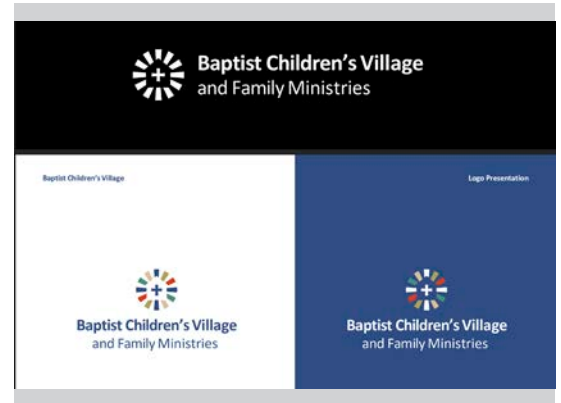 Baptist Children's Village
and Family Ministries
Baptist Children's Village
Logo Presentation
Baptist Children's Village
and Family Ministries
Baptist Children's Village
and Family Ministries